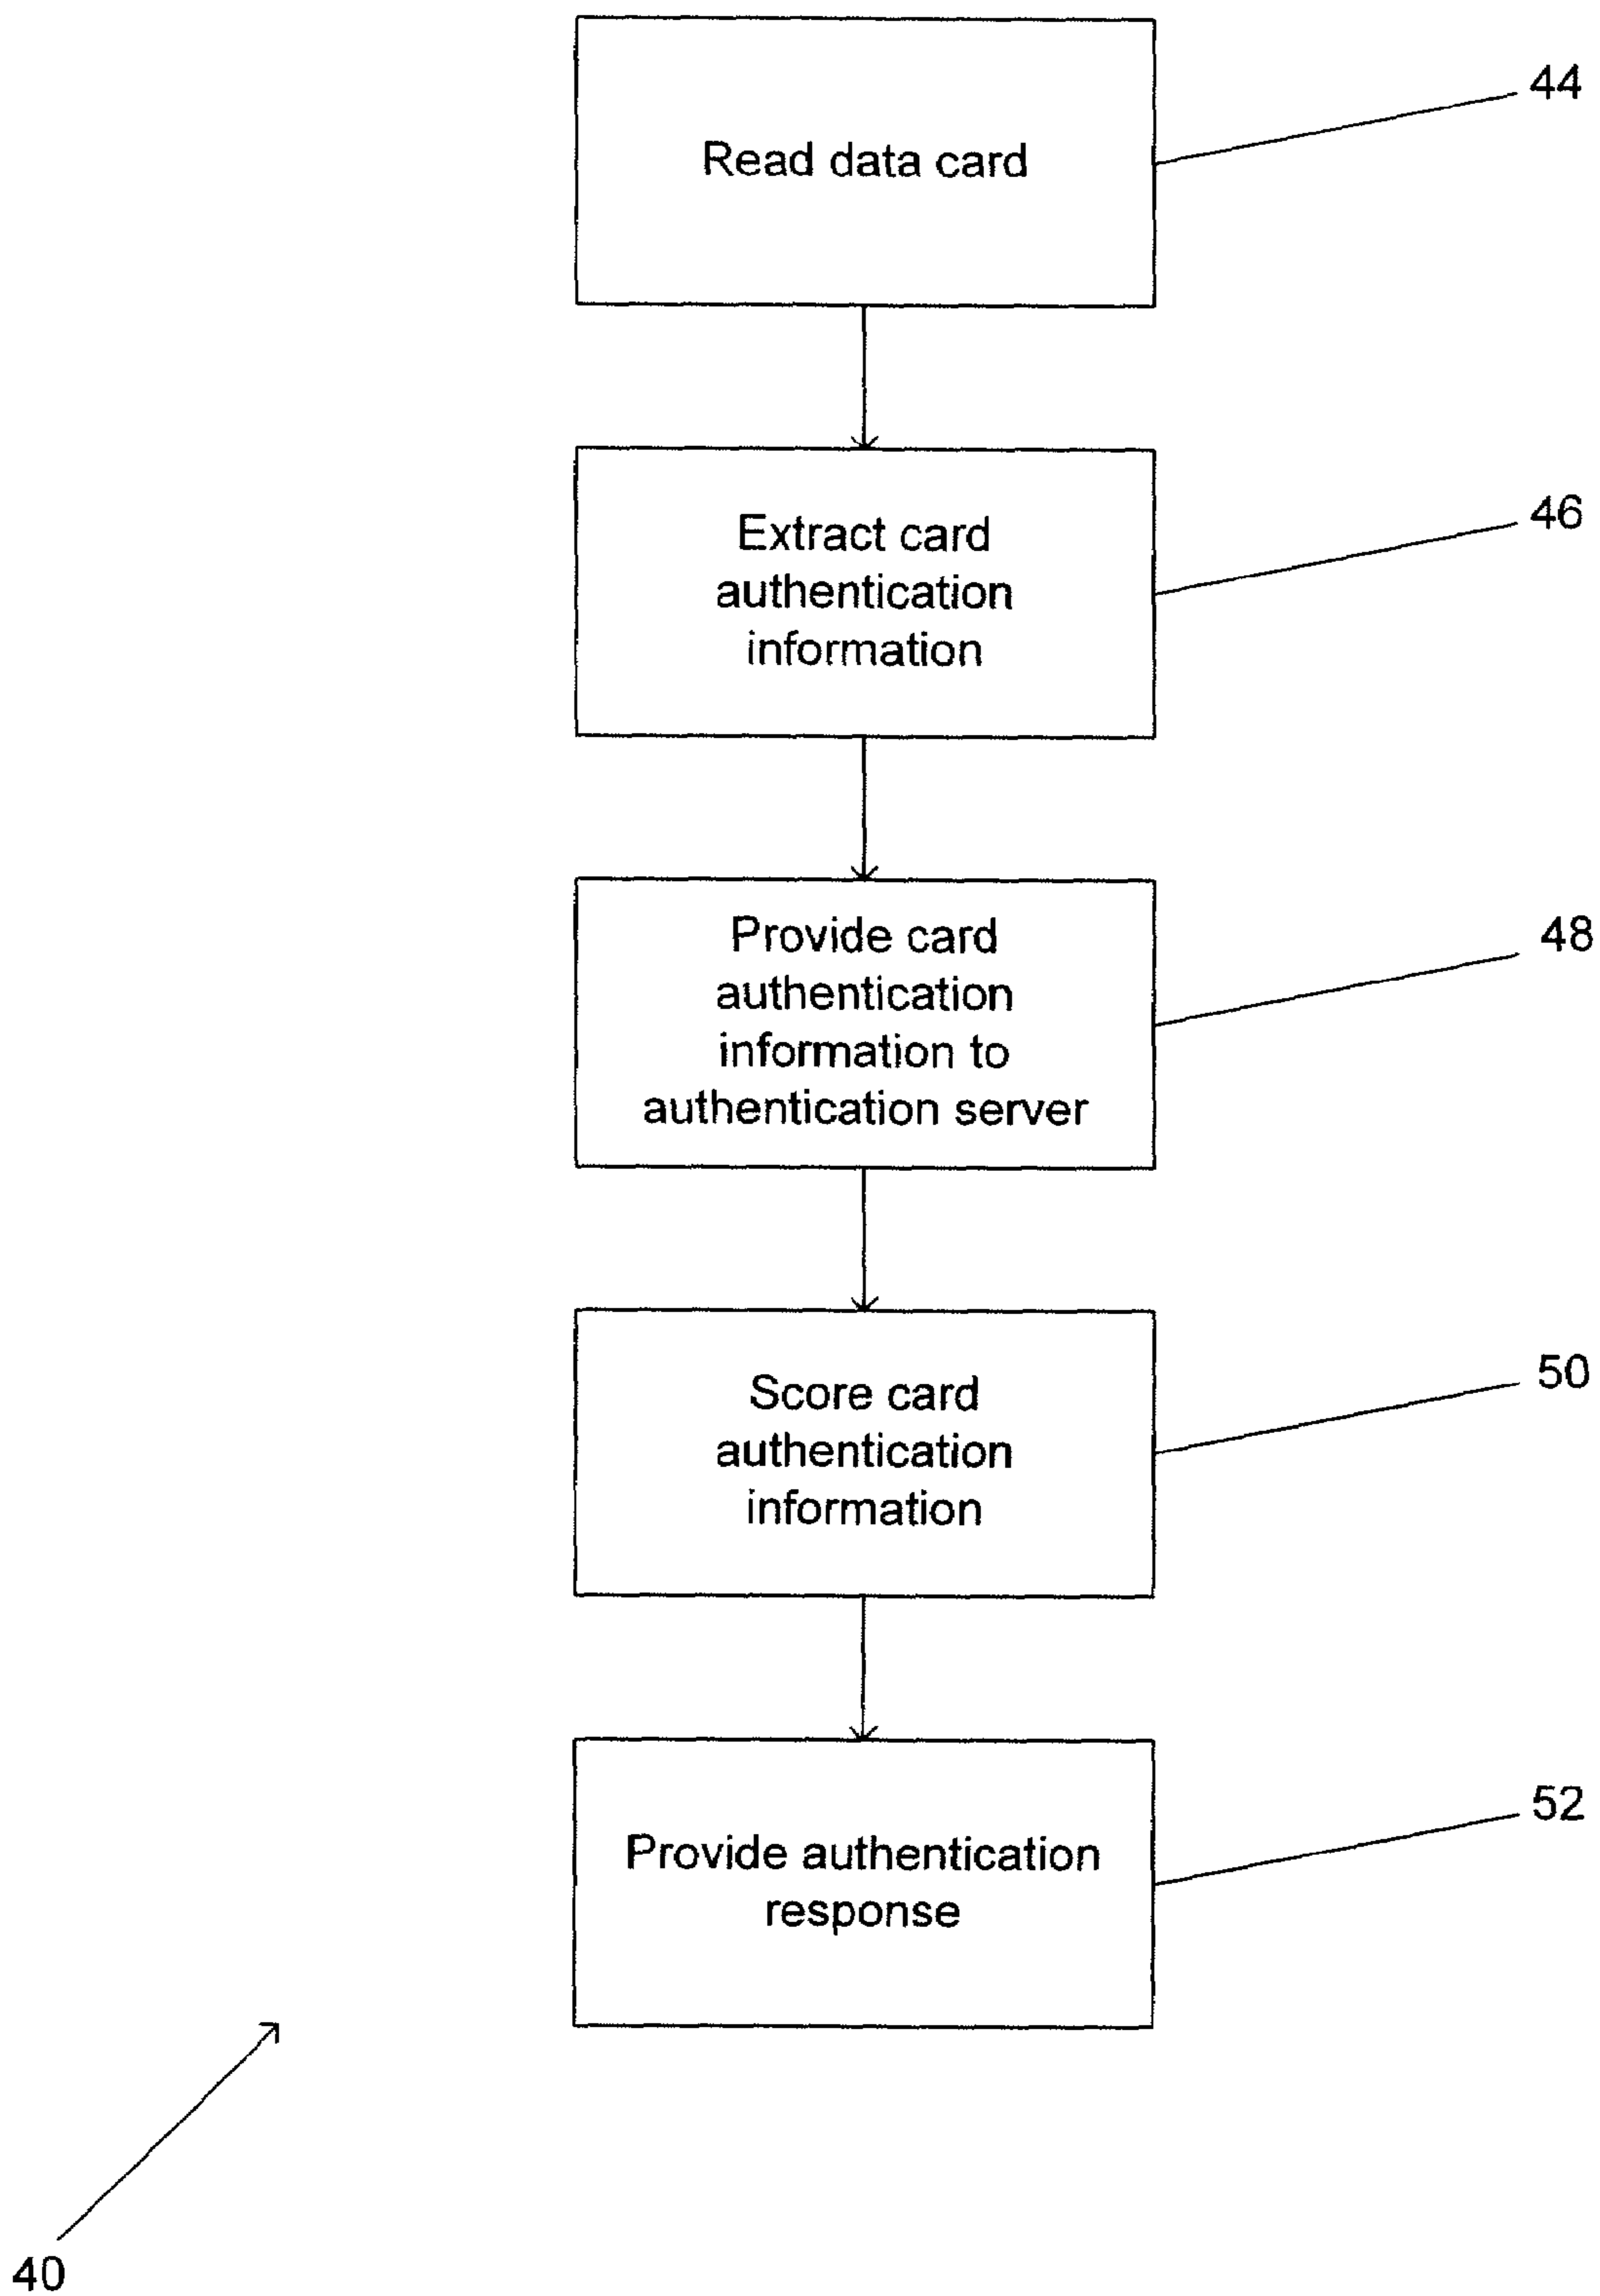 44
Read data card
46
Extract card
authentication
information
48
Provide card
authentication
information to
authentication server
50
Score card
authentication
information
52
Provide authentication
response
40